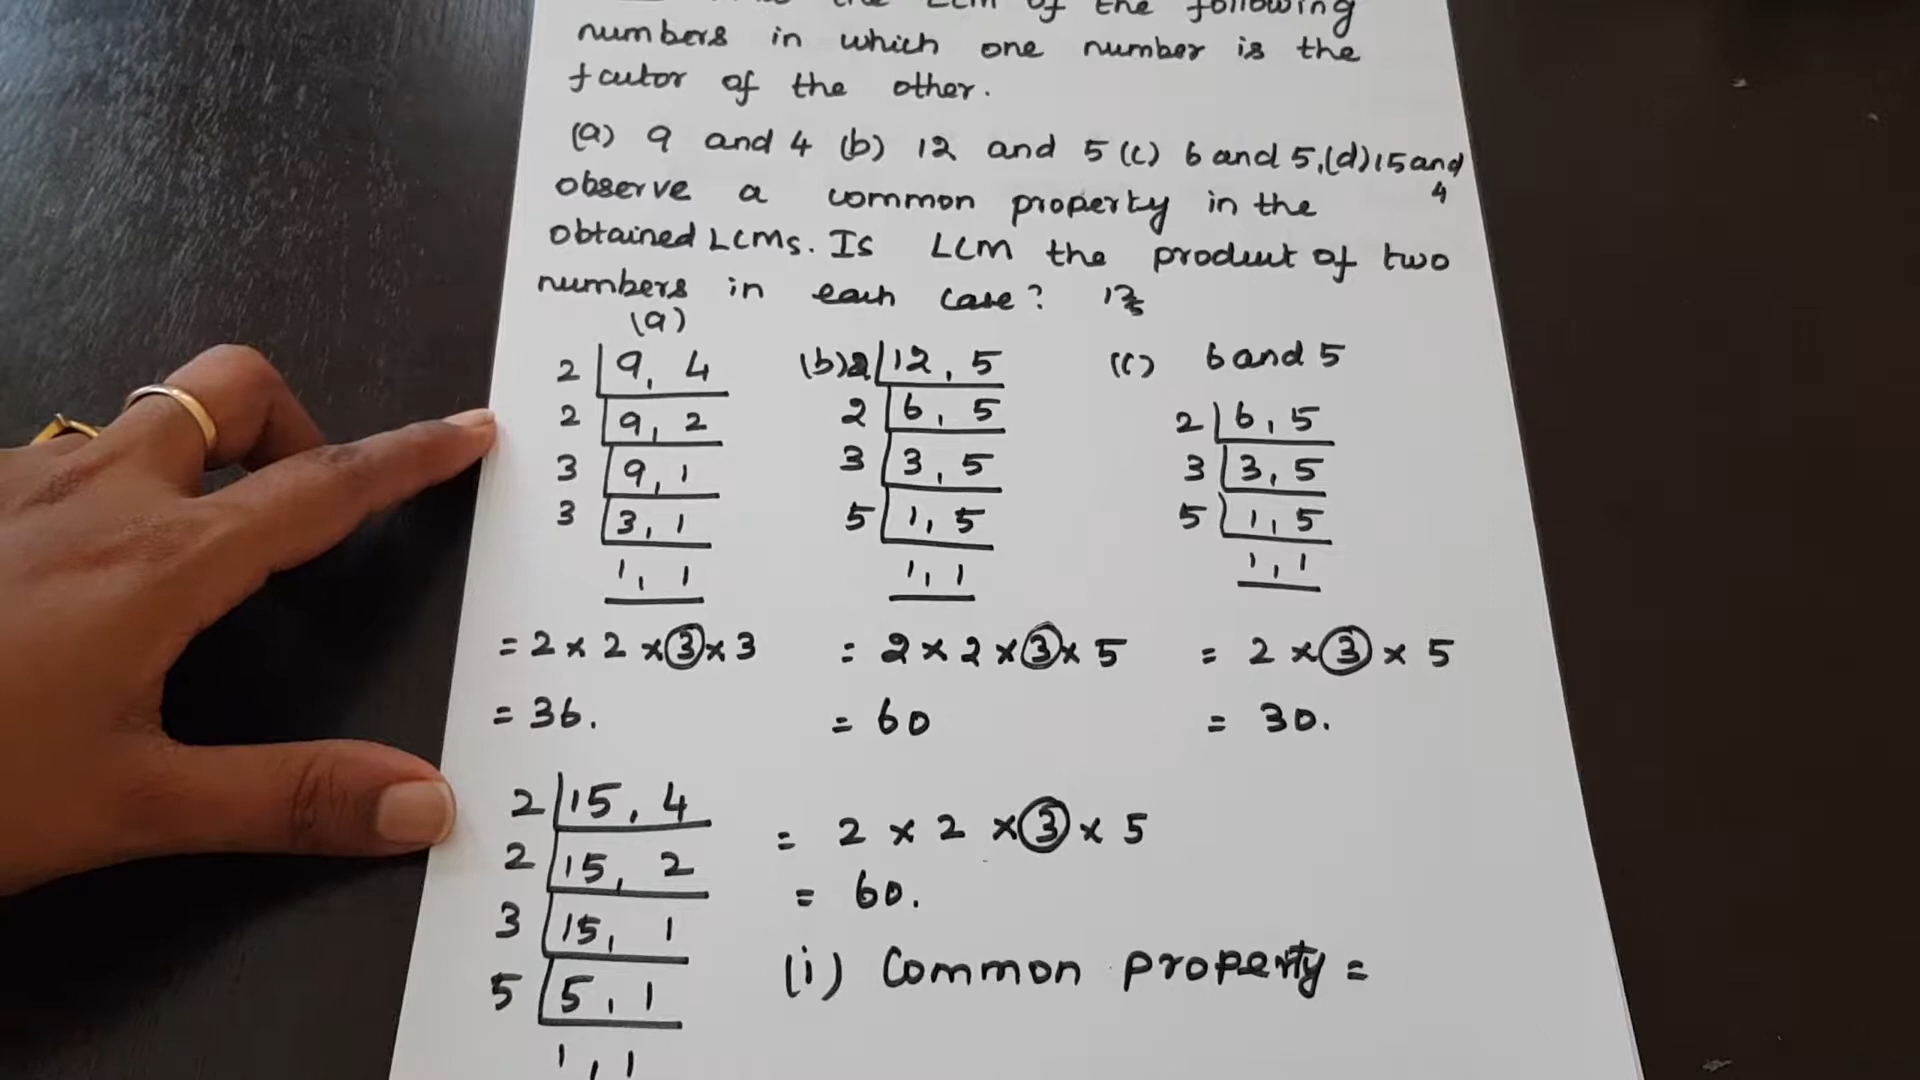 the LCM of the following
numbers in which one number is the
factor of the other.
(a) 9 and 4 (b) 12 and 5 (c) 6 and 5, (d) 15 and
4
observe a common property in the
obtained LCMs. Is LCM the product of two
numbers in each case?
(a)
2 | 9, 4
2 | 9, 2
3 | 9, 1
3 | 3, 1
1, 1
= 2 × 2 × 3 × 3
= 36.
(b) 2 | 12, 5
2 | 6, 5
3 | 3, 5
5 | 1, 5
1, 1
= 2 × 2 × 3 × 5
= 60
(c) 6 and 5
2 | 6, 5
3 | 3, 5
5 | 1, 5
1, 1
= 2 × 3 × 5
= 30.
2 | 15, 4
2 | 15, 2
3 | 15, 1
5 | 5, 1
1, 1
= 2 × 2 × 3 × 5
= 60.
(i) Common property =